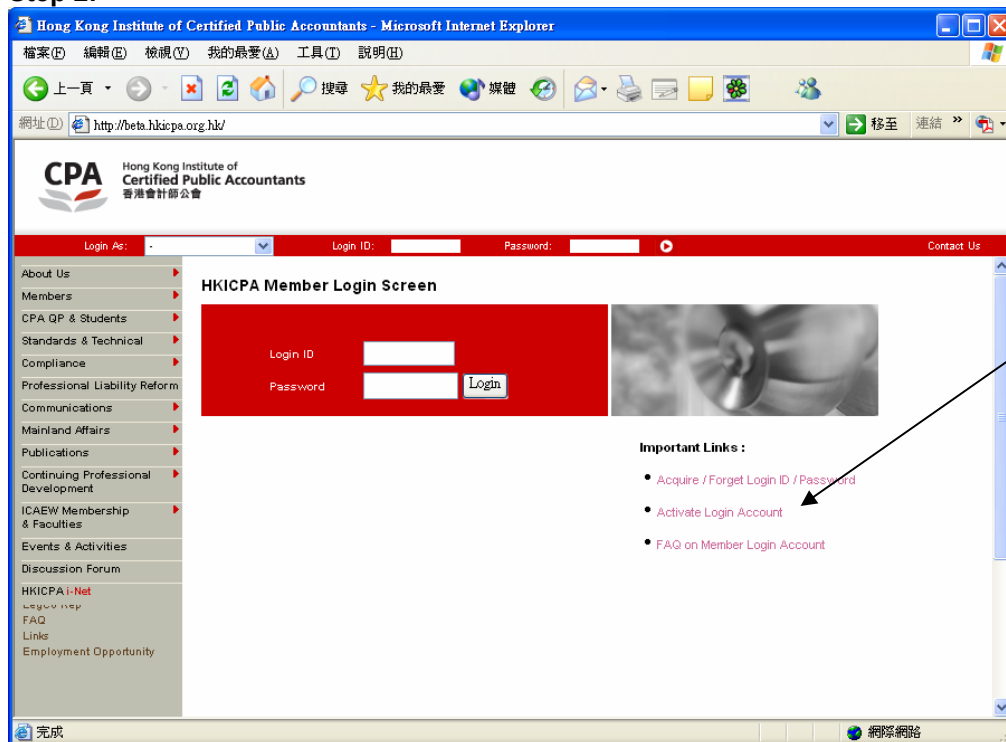 Hong Kong Institute of Certified Public Accountants - Microsoft Internet Explorer
檔案(F) 編輯(E) 檢視(V) 我的最愛(A) 工具(T) 說明(H)
上一頁 搜尋 我的最愛 媒體
網址(D) http://beta.hkicpa.org.hk/ 移至 連結 »
CPA
Hong Kong Institute of
Certified Public Accountants
香港會計師公會
Login As: - Login ID: Password: Contact Us
About Us
Members
CPA QP & Students
Standards & Technical
Compliance
Professional Liability Reform
Communications
Mainland Affairs
Publications
Continuing Professional
Development
ICAEW Membership
& Faculties
Events & Activities
Discussion Forum
HKICPA i-Net
FAQ
Links
Employment Opportunity
HKICPA Member Login Screen
Login ID
Password Login
Important Links :
• Acquire / Forget Login ID / Password
• Activate Login Account
• FAQ on Member Login Account
完成 網際網路